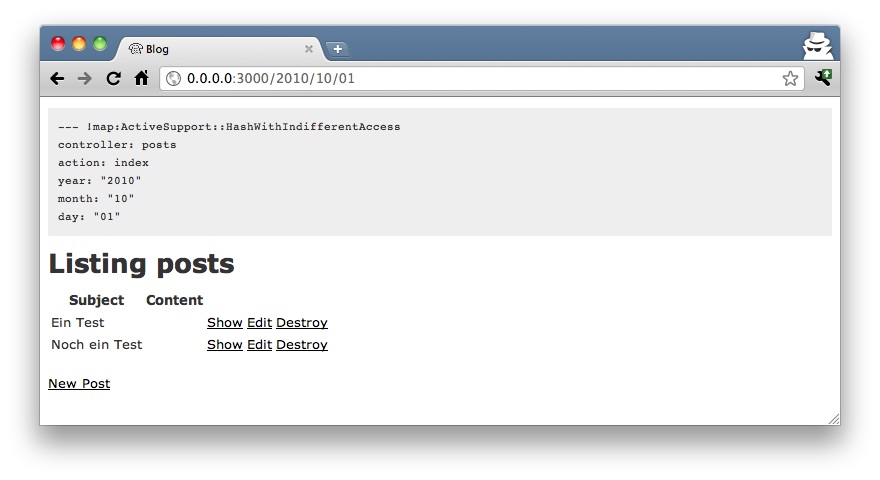 Blog
0.0.0.0:3000/2010/10/01
--- !map:ActiveSupport::HashWithIndifferentAccess
controller: posts
action: index
year: "2010"
month: "10"
day: "01"
Listing posts
Subject Content
Ein Test Show Edit Destroy
Noch ein Test Show Edit Destroy
New Post